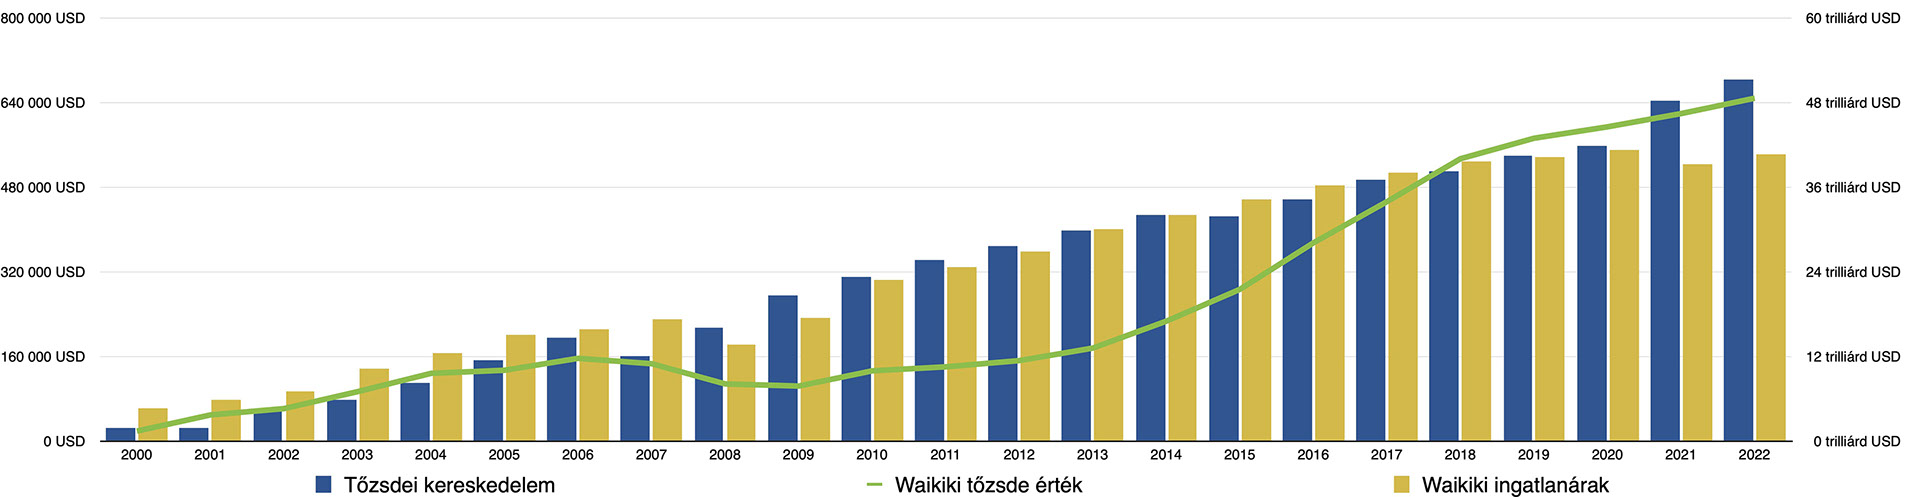 800 000 USD 60 trilliárd USD
640 000 USD 48 trilliárd USD
480 000 USD 36 trilliárd USD
320 000 USD 24 trilliárd USD
160 000 USD 12 trilliárd USD
0 USD 0 trilliárd USD
2000 2001 2002 2003 2004 2005 2006 2007 2008 2009 2010 2011 2012 2013 2014 2015 2016 2017 2018 2019 2020 2021 2022
Tőzsdei kereskedelem Waikiki tőzsde érték Waikiki ingatlanárak